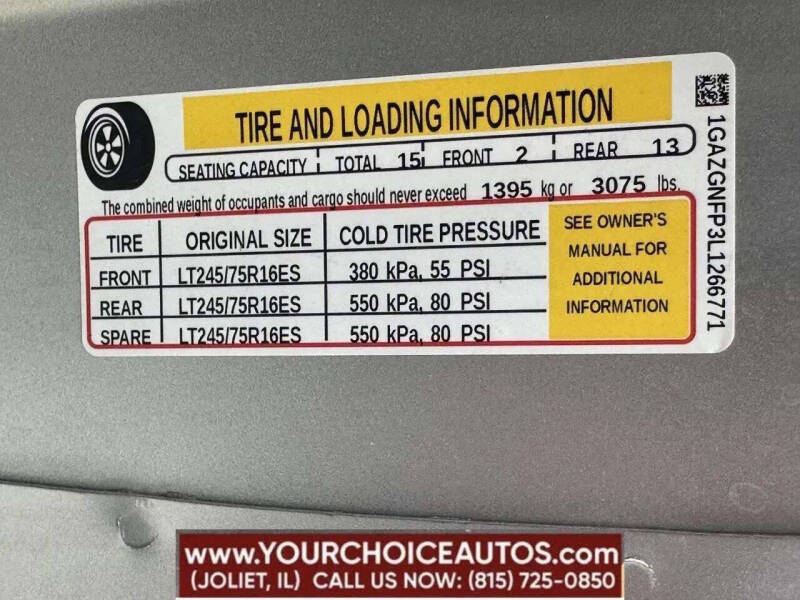 TIRE AND LOADING INFORMATION
SEATING CAPACITY TOTAL 15 FRONT 2 REAR 13
The combined weight of occupants and cargo should never exceed 1395 kg or 3075 lbs.
TIRE ORIGINAL SIZE COLD TIRE PRESSURE
FRONT LT245/75R16ES 380 kPa, 55 PSI
REAR LT245/75R16ES 550 kPa, 80 PSI
SPARE LT245/75R16ES 550 kPa, 80 PSI
SEE OWNER'S
MANUAL FOR
ADDITIONAL
INFORMATION
1GAZGNFP3L1266771
www.YOURCHOICEAUTOS.com
(JOLIET, IL) CALL US NOW: (815) 725-0850